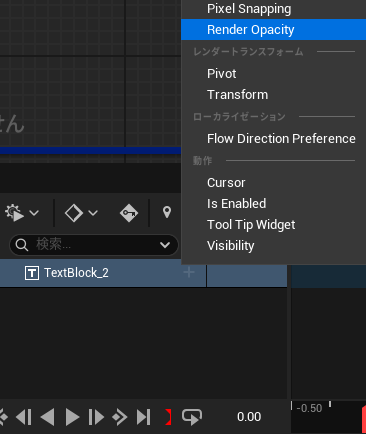 Pixel Snapping
Render Opacity
レンダートランスフォーム
Pivot
Transform
ローカライゼーション
Flow Direction Preference
せん
動作
Cursor
Is Enabled
Tool Tip Widget
検索...
Visibility
TextBlock_2
0.00
-0.50